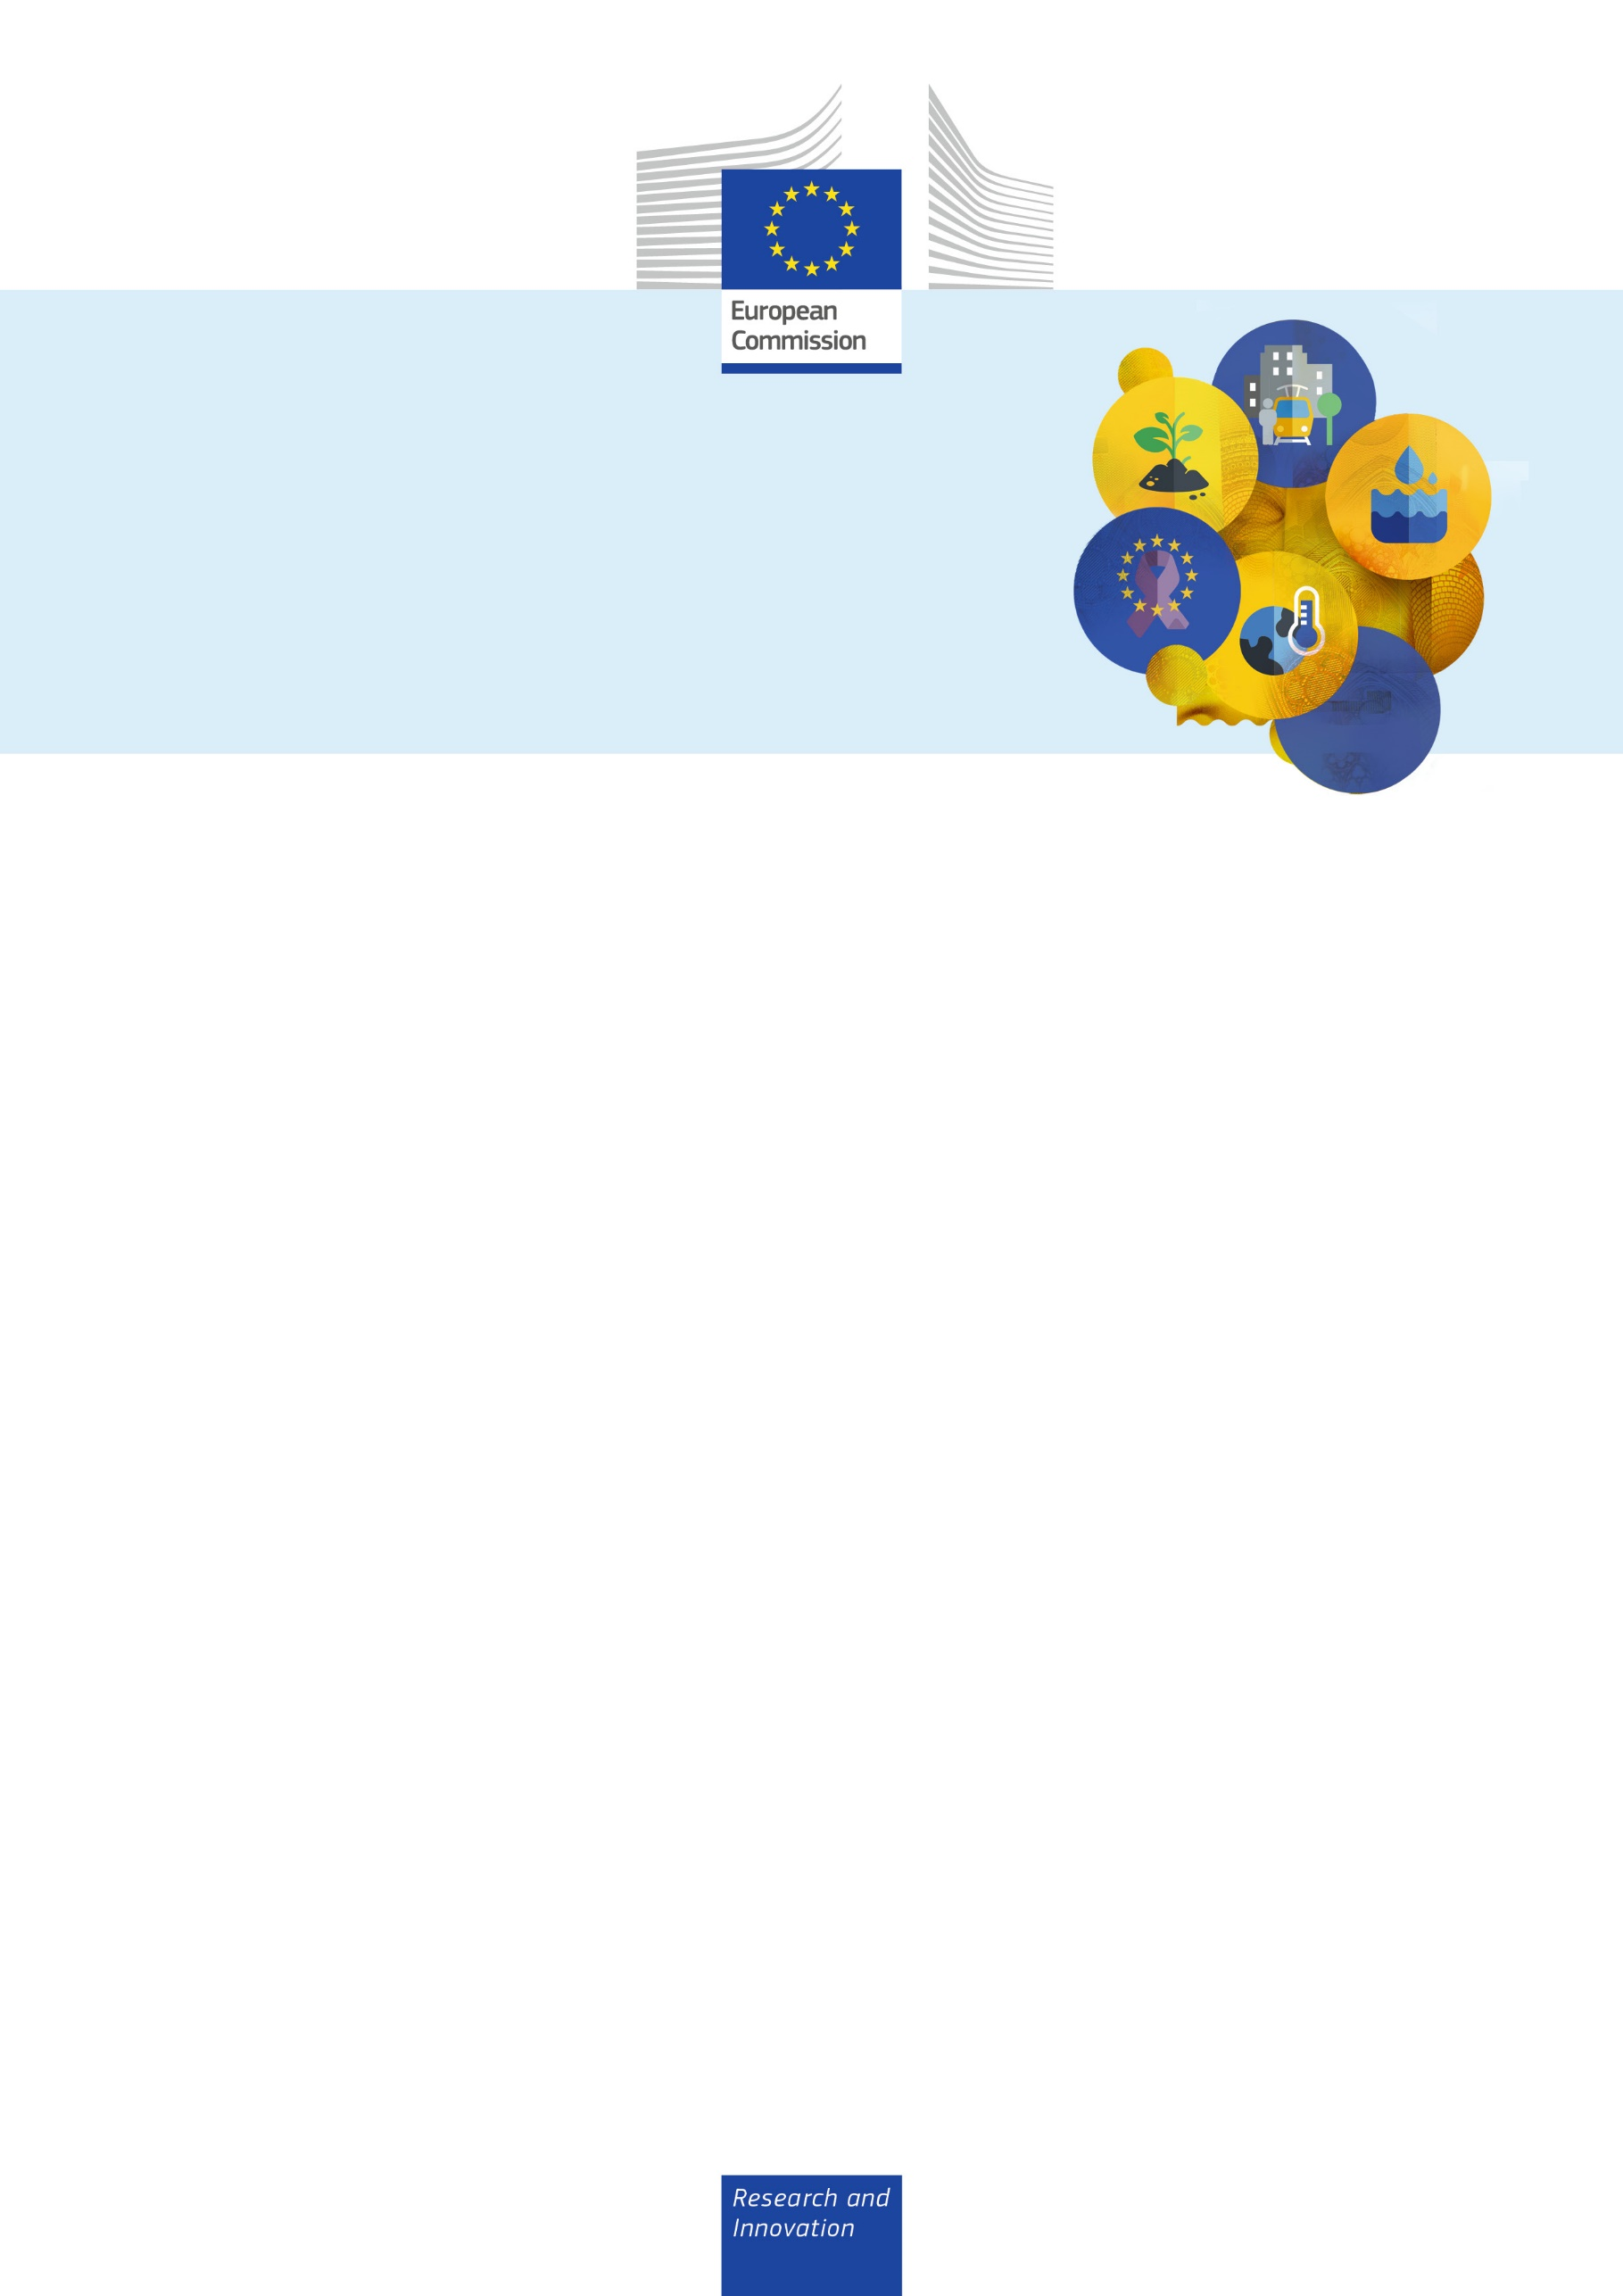 European
Commission
Research and
Innovation